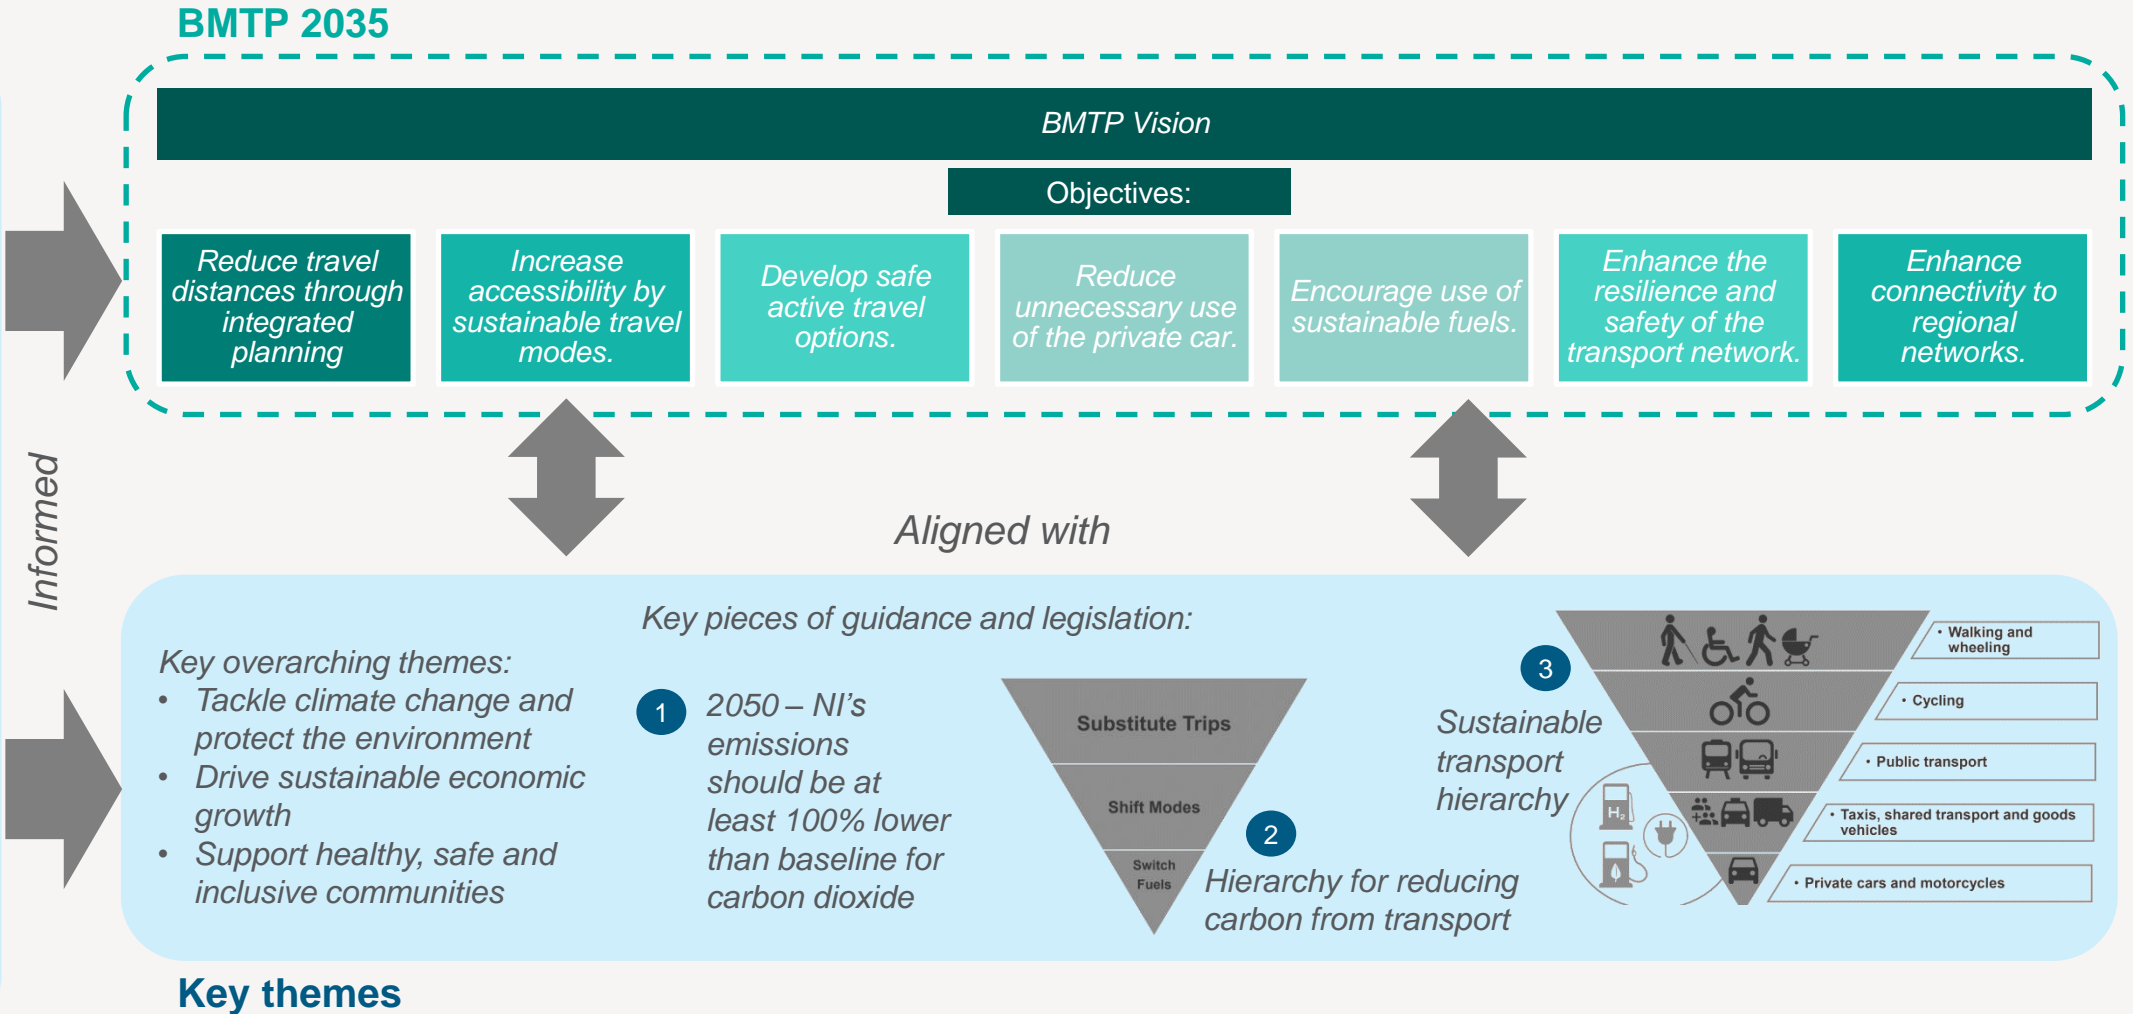 BMTP 2035
BMTP Vision
Objectives:
Reduce travel
distances through
integrated
planning
Increase
accessibility by
sustainable travel
modes.
Develop safe
active travel
options.
Reduce
unnecessary use
of the private car.
Encourage use of
sustainable fuels.
Enhance the
resilience and
safety of the
transport network.
Enhance
connectivity to
regional
networks.
Informed
Aligned with
Key overarching themes:
• Tackle climate change and
protect the environment
• Drive sustainable economic
growth
• Support healthy, safe and
inclusive communities
Key pieces of guidance and legislation:
1
2050 – NI's
emissions
should be at
least 100% lower
than baseline for
carbon dioxide
Substitute Trips
Shift Modes
Switch
Fuels
2
Hierarchy for reducing
carbon from transport
3
Sustainable
transport
hierarchy
H2
• Walking and
wheeling
• Cycling
• Public transport
• Taxis, shared transport and goods
vehicles
• Private cars and motorcycles
Key themes